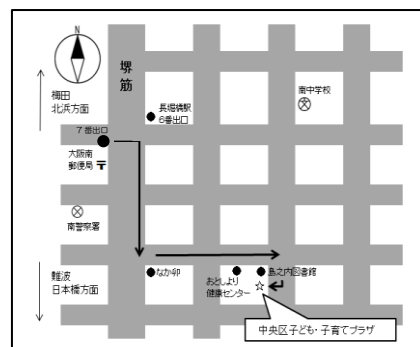 N
堺筋
梅田
北浜方面
長堀橋駅
6番出口
南中学校
文
7番出口
大阪南
郵便局 〒
南警察署
難波
日本橋方面
なか卯
おとしより
健康センター
島之内図書館
中央区子ども・子育てプラザ